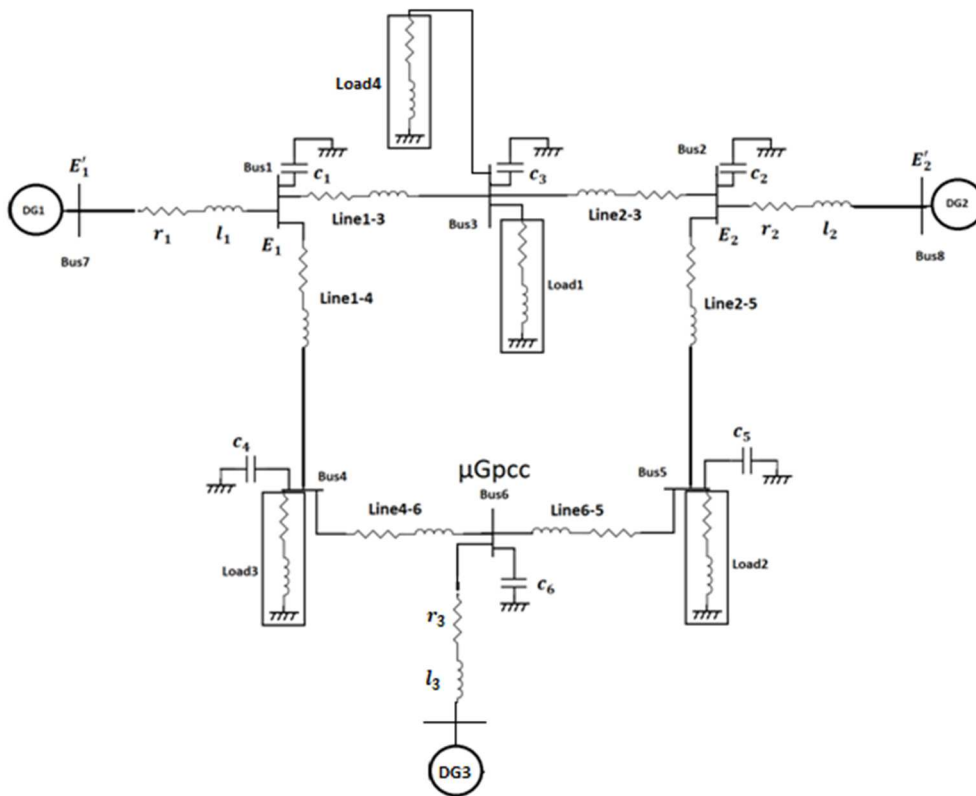 Load4
Bus1
c₁
c₃
Bus2
c₂
E′₁
E′₂
DG1
DG2
Line1-3
Bus3
Line2-3
r₁
l₁
E₁
E₂
r₂
l₂
Bus7
Bus8
Load1
Line1-4
Line2-5
c₄
c₅
Bus4
μGpcc
Bus5
Bus6
Line4-6
Line6-5
Load3
Load2
c₆
r₃
l₃
DG3